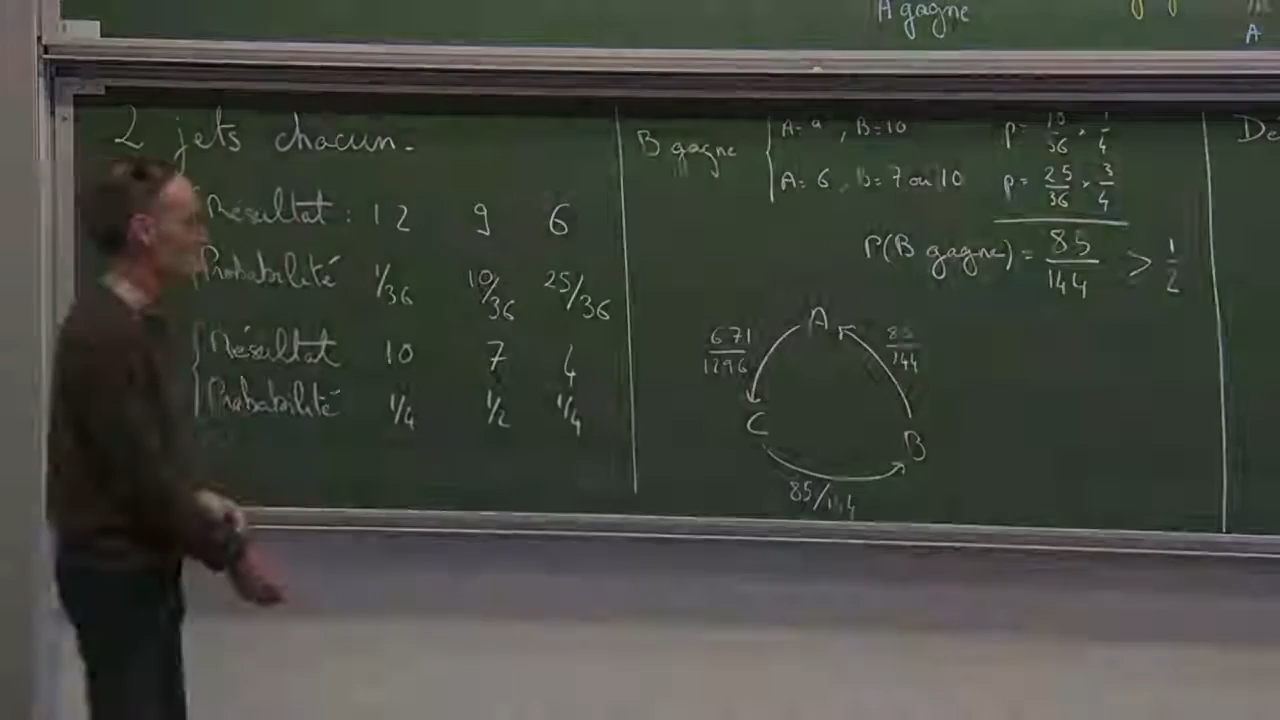 A gagne
A
2 jets chacun.
Résultat : 12 9 6
Probabilité 1/36 10/36 25/36
Résultat 10 7 4
Probabilité 1/4 1/2 1/4
B gagne
A=9, B=10 p= 10/36 . 1/4
A=6, B=7 ou 10 p= 25/36 × 3/4
P(B gagne) = 85/144 > 1/2
A
671/1296
85/144
C
B
85/144
De